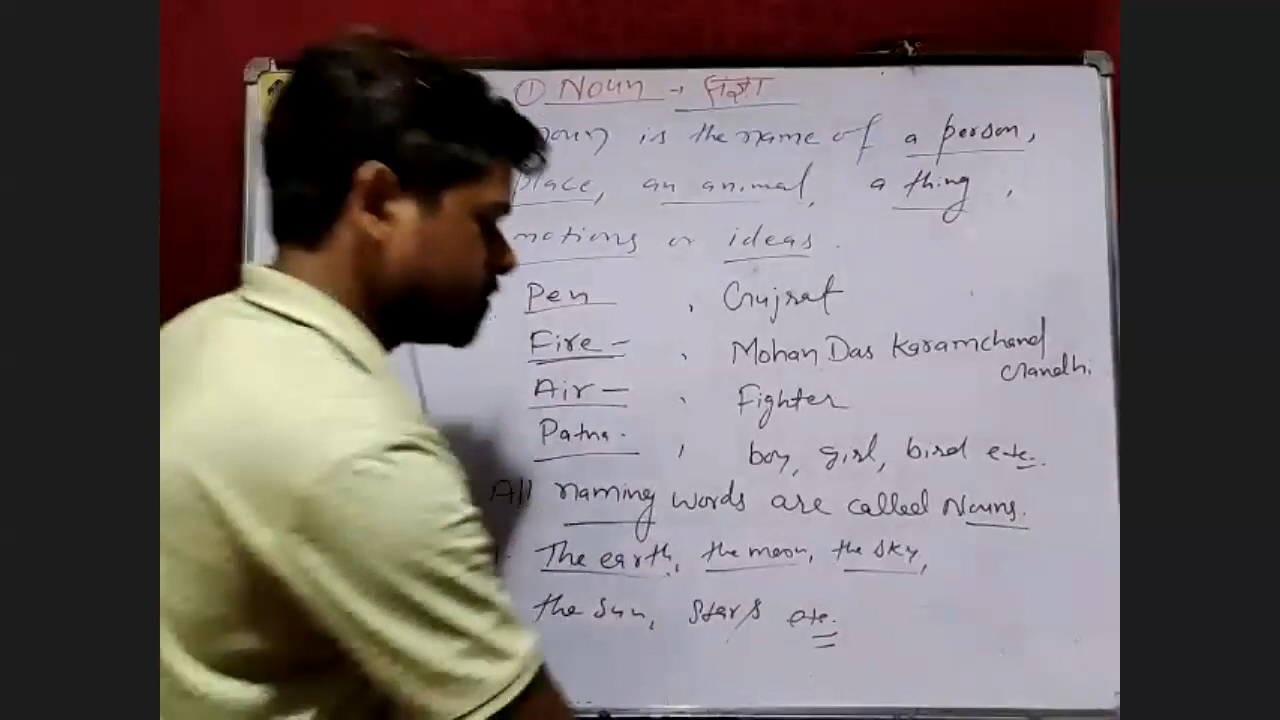 ① Noun → संज्ञा
noun is the name of a person,
place, an animal, a thing,
motions or ideas.
Pen , Gujrat
Fire - , Mohan Das Karamchand
Gandhi.
Air - , Fighter
Patna. , boy, girl, bird etc.
All naming words are called Nouns.
The earth, the moon, the sky,
the sun, stars etc.